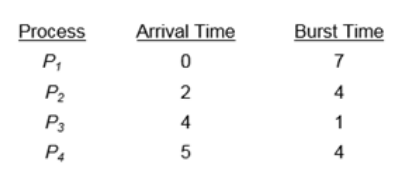 Process Arrival Time Burst Time
P₁ 0 7
P₂ 2 4
P₃ 4 1
P₄ 5 4